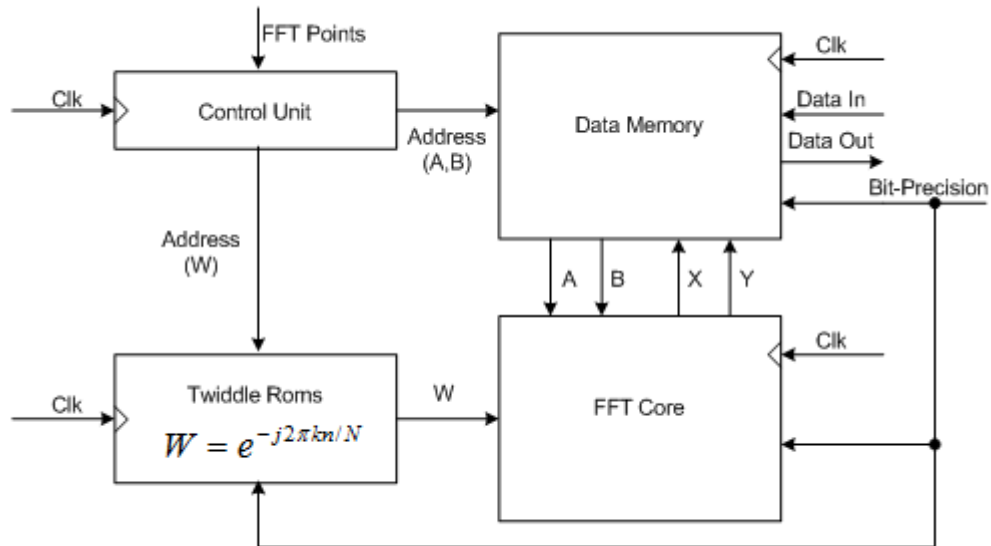 FFT Points
Clk
Control Unit
Address
(A,B)
Data Memory
Clk
Data In
Data Out
Bit-Precision
Address
(W)
A
B
X
Y
Clk
Twiddle Roms
W = e^{-j2πkn/N}
W
FFT Core
Clk